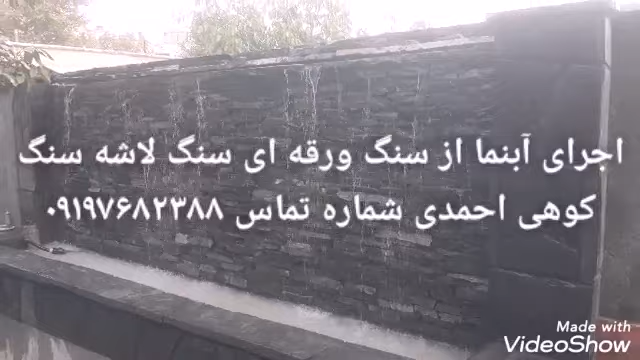 اجرای آبنما از سنگ ورقه ای سنگ لاشه سنگ
کوهی احمدی شماره تماس ۰۹۱۹۷۶۸۲۳۸۸
Made with
VideoShow